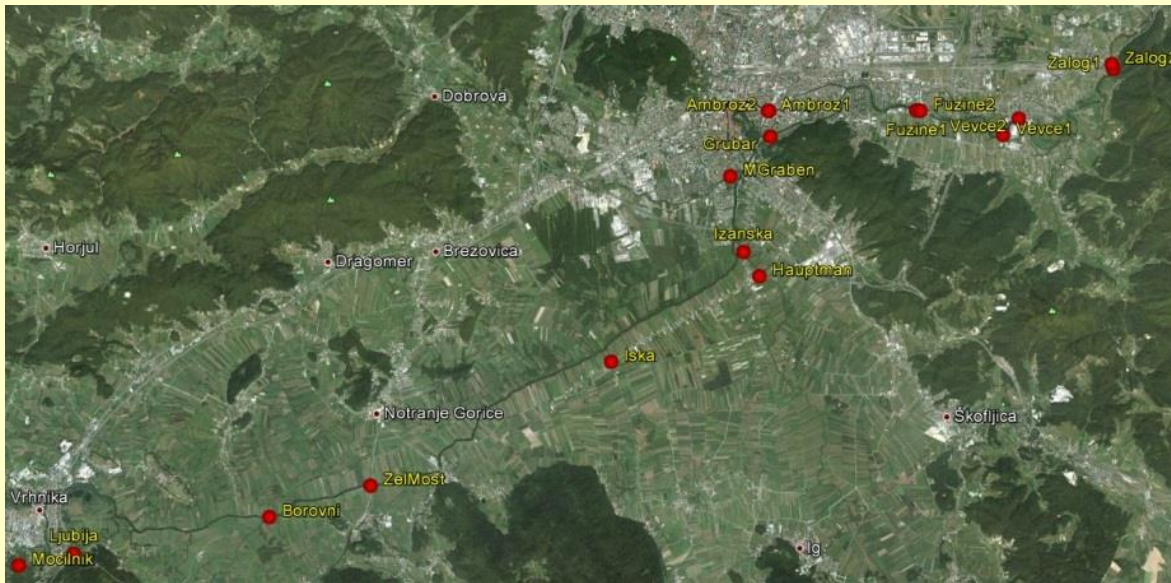 Zalog1
Zalog2
Dobrova
Ambroz2
Ambroz1
Fuzine2
Fuzine1
Vevce2
Vevce1
Grubar
MGraben
Izanska
Horjul
Brezovica
Dragomer
Hauptman
Iska
Notranje Gorice
Škofljica
ZelMost
Vrhnika
Borovni
Ljubija
Mocilnik
Ig